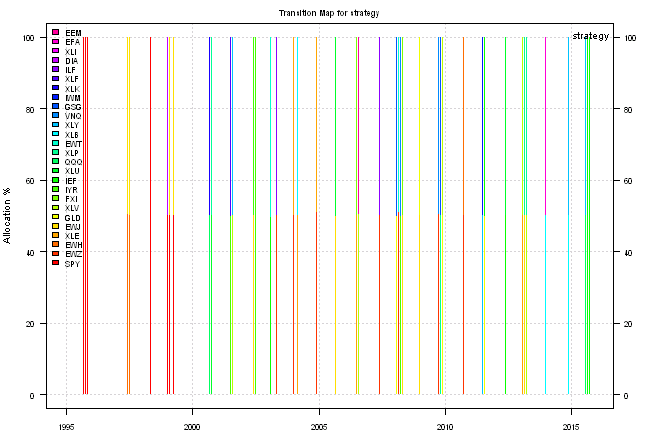 Transition Map for strategy
strategy
EEM
EFA
XLI
DIA
ILF
XLF
XLK
IWM
GSG
VNQ
XLY
XLB
EWT
XLP
QQQ
XLU
IEF
IYR
FXI
XLV
GLD
EWJ
XLE
EWH
EWZ
SPY
Allocation %
100
80
60
40
20
0
100
80
60
40
20
0
1995 2000 2005 2010 2015